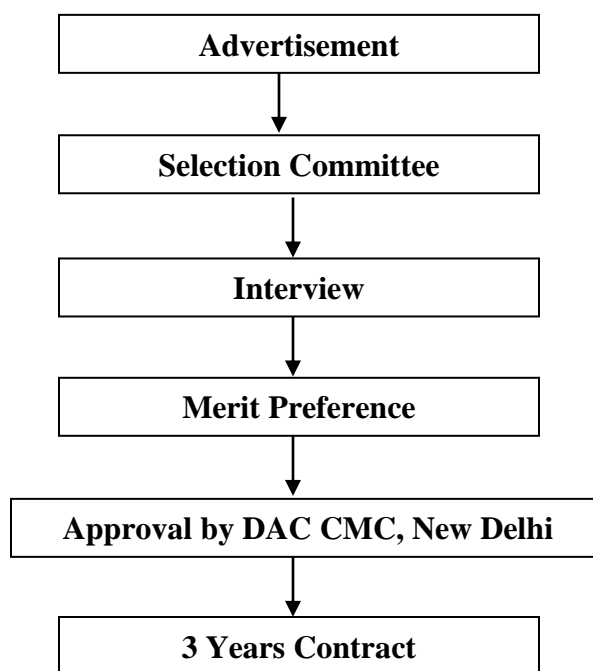 Advertisement
Selection Committee
Interview
Merit Preference
Approval by DAC CMC, New Delhi
3 Years Contract